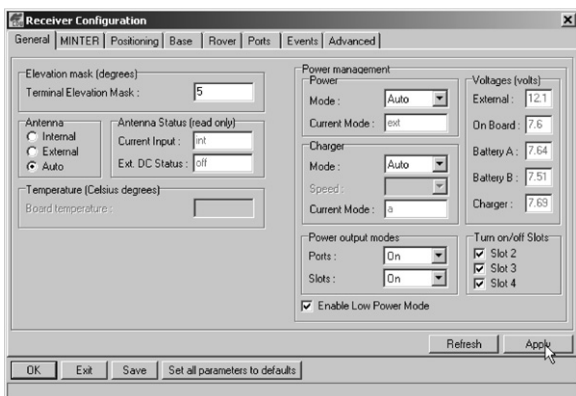 Receiver Configuration
General MINTER Positioning Base Rover Ports Events Advanced
Elevation mask (degrees)
Terminal Elevation Mask : 5
Antenna
Internal
External
Auto
Antenna Status (read only)
Current Input : int
Ext. DC Status : off
Temperature (Celsius degrees)
Board temperature :
Power management
Power
Mode : Auto
Current Mode : ext
Charger
Mode : Auto
Speed :
Current Mode : a
Voltages (volts)
External : 12.1
On Board : 7.6
Battery A : 7.64
Battery B : 7.51
Charger : 7.69
Power output modes
Ports : On
Slots : On
Turn on/off Slots
Slot 2
Slot 3
Slot 4
Enable Low Power Mode
Refresh Apply
OK Exit Save Set all parameters to defaults